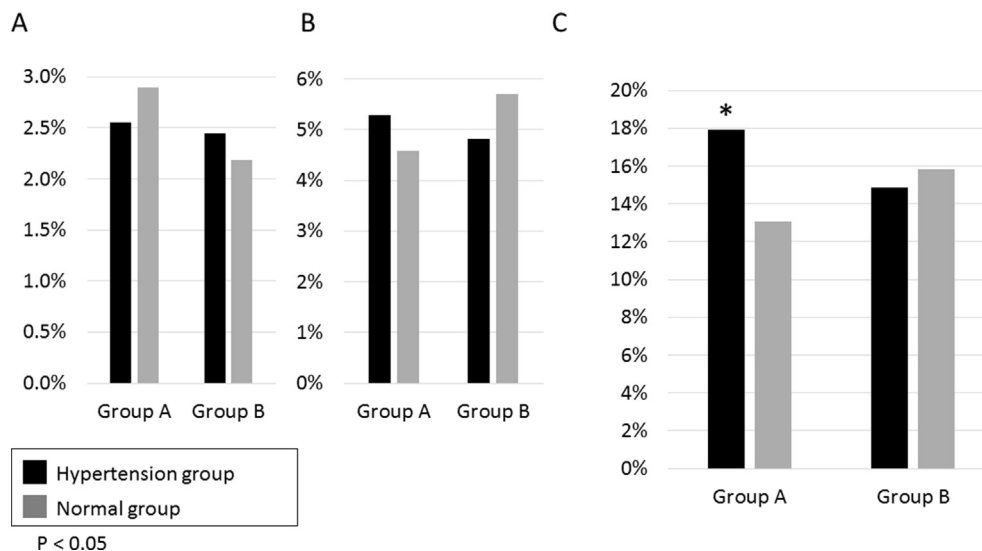 A
3.0%
2.5%
2.0%
1.5%
1.0%
0.5%
0.0%
Group A Group B
B
6%
5%
4%
3%
2%
1%
0%
Group A Group B
C
20%
18%
16%
14%
12%
10%
8%
6%
4%
2%
0%
*
Group A Group B
Hypertension group
Normal group
P < 0.05